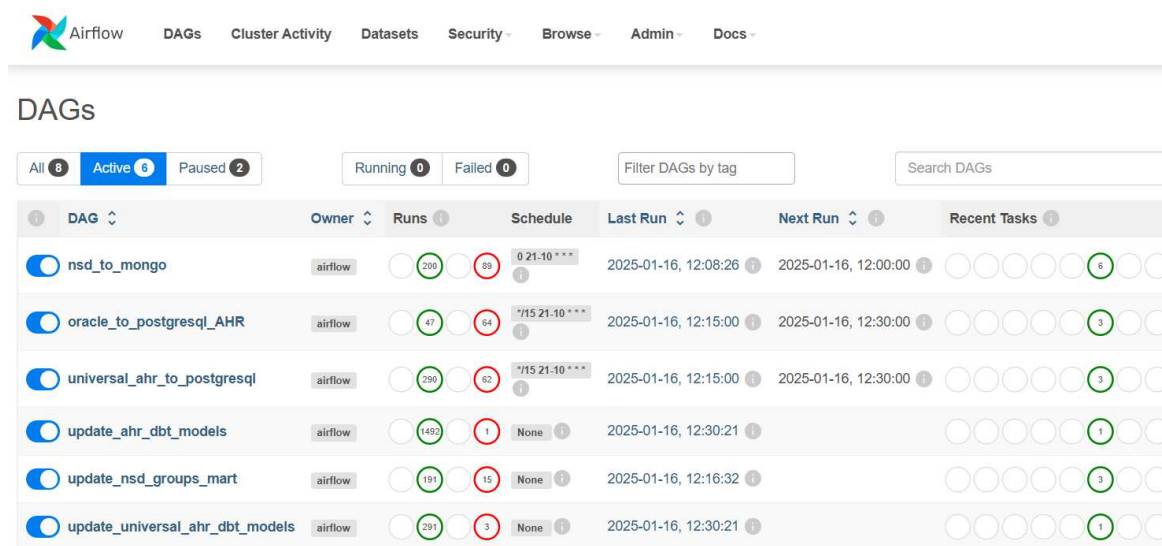 Airflow DAGs Cluster Activity Datasets Security Browse Admin Docs
DAGs
All 8 Active 6 Paused 2 Running 0 Failed 0 Filter DAGs by tag Search DAGs
DAG Owner Runs Schedule Last Run Next Run Recent Tasks
nsd_to_mongo airflow 200 89 0 21-10 * * * 2025-01-16, 12:08:26 2025-01-16, 12:00:00 6
oracle_to_postgresql_AHR airflow 47 64 */15 21-10 * * * 2025-01-16, 12:15:00 2025-01-16, 12:30:00 3
universal_ahr_to_postgresql airflow 290 62 */15 21-10 * * * 2025-01-16, 12:15:00 2025-01-16, 12:30:00 3
update_ahr_dbt_models airflow 1492 1 None 2025-01-16, 12:30:21 1
update_nsd_groups_mart airflow 191 15 None 2025-01-16, 12:16:32 3
update_universal_ahr_dbt_models airflow 291 3 None 2025-01-16, 12:30:21 1